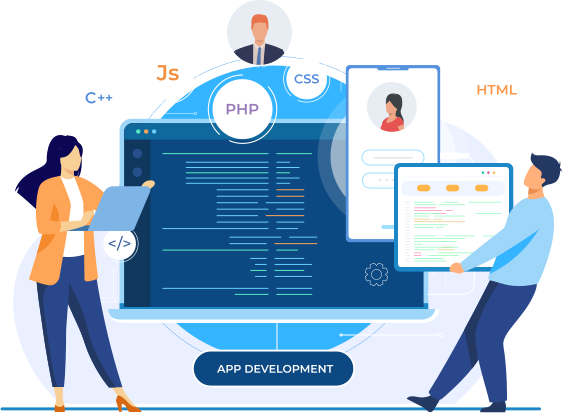 Js
CSS
C++
HTML
PHP
</>
APP DEVELOPMENT